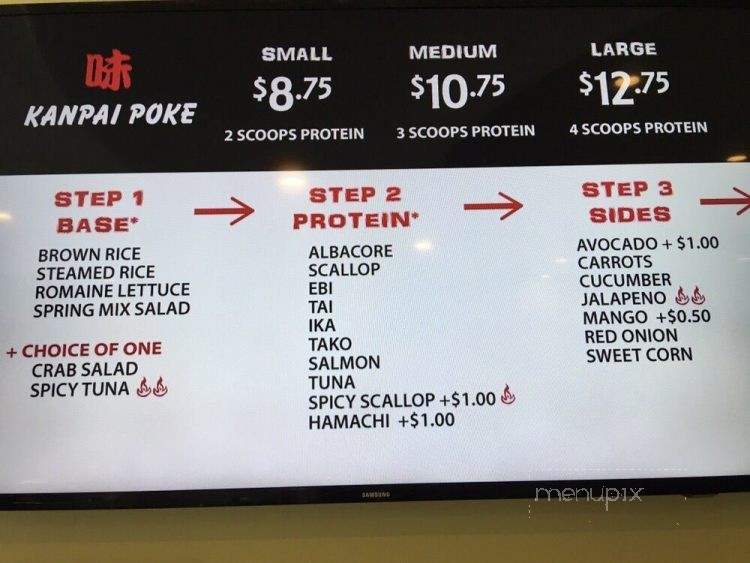 味
KANPAI POKE
SMALL
$8.75
2 SCOOPS PROTEIN
MEDIUM
$10.75
3 SCOOPS PROTEIN
LARGE
$12.75
4 SCOOPS PROTEIN
STEP 1
BASE*
BROWN RICE
STEAMED RICE
ROMAINE LETTUCE
SPRING MIX SALAD
+ CHOICE OF ONE
CRAB SALAD
SPICY TUNA
STEP 2
PROTEIN*
ALBACORE
SCALLOP
EBI
TAI
IKA
TAKO
SALMON
TUNA
SPICY SCALLOP +$1.00
HAMACHI +$1.00
STEP 3
SIDES
AVOCADO + $1.00
CARROTS
CUCUMBER
JALAPENO
MANGO +$0.50
RED ONION
SWEET CORN
SAMSUNG
menupix